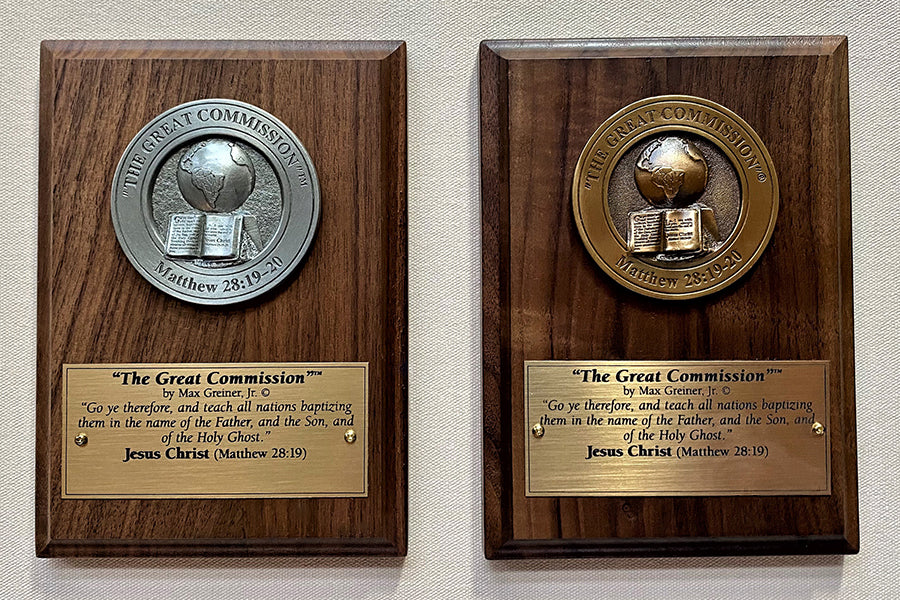 "THE GREAT COMMISSION"™
Matthew 28:19-20
"The Great Commission"™
by Max Greiner, Jr. ©
"Go ye therefore, and teach all nations baptizing
them in the name of the Father, and the Son, and
of the Holy Ghost."
Jesus Christ (Matthew 28:19)
"THE GREAT COMMISSION"©
Matthew 28:19-20
"The Great Commission"™
by Max Greiner, Jr. ©
"Go ye therefore, and teach all nations baptizing
them in the name of the Father, and the Son, and
of the Holy Ghost."
Jesus Christ (Matthew 28:19)